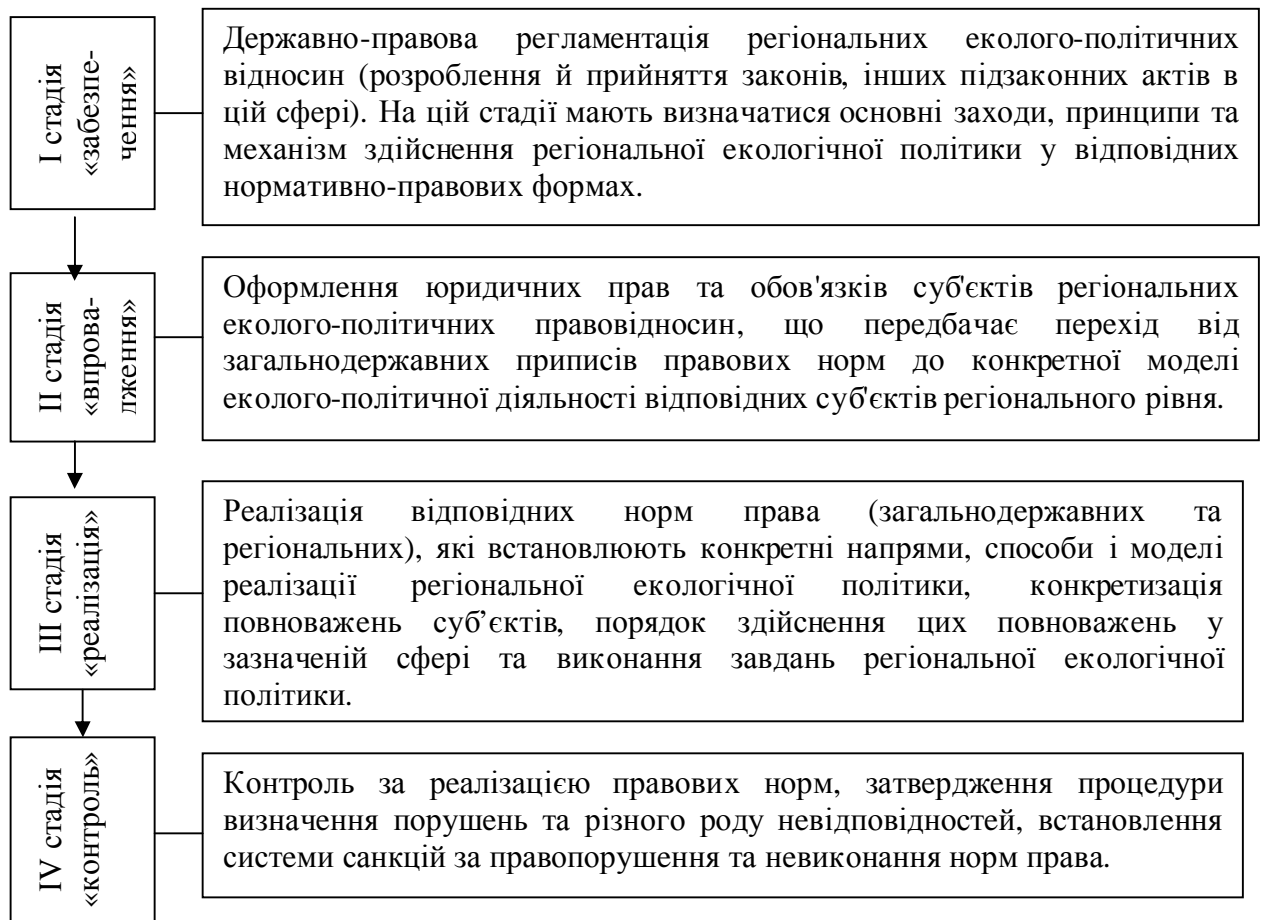 І стадія
«забезпе-
чення»
Державно-правова регламентація регіональних еколого-політичних
відносин (розроблення й прийняття законів, інших підзаконних актів в
цій сфері). На цій стадії мають визначатися основні заходи, принципи та
механізм здійснення регіональної екологічної політики у відповідних
нормативно-правових формах.
ІІ стадія
«впрова-
дження»
Оформлення юридичних прав та обов'язків суб'єктів регіональних
еколого-політичних правовідносин, що передбачає перехід від
загальнодержавних приписів правових норм до конкретної моделі
еколого-політичної діяльності відповідних суб'єктів регіонального рівня.
ІІІ стадія
«реалізація»
Реалізація відповідних норм права (загальнодержавних та
регіональних), які встановлюють конкретні напрями, способи і моделі
реалізації регіональної екологічної політики, конкретизація
повноважень суб’єктів, порядок здійснення цих повноважень у
зазначеній сфері та виконання завдань регіональної екологічної
політики.
IV стадія
«контроль»
Контроль за реалізацією правових норм, затвердження процедури
визначення порушень та різного роду невідповідностей, встановлення
системи санкцій за правопорушення та невиконання норм права.